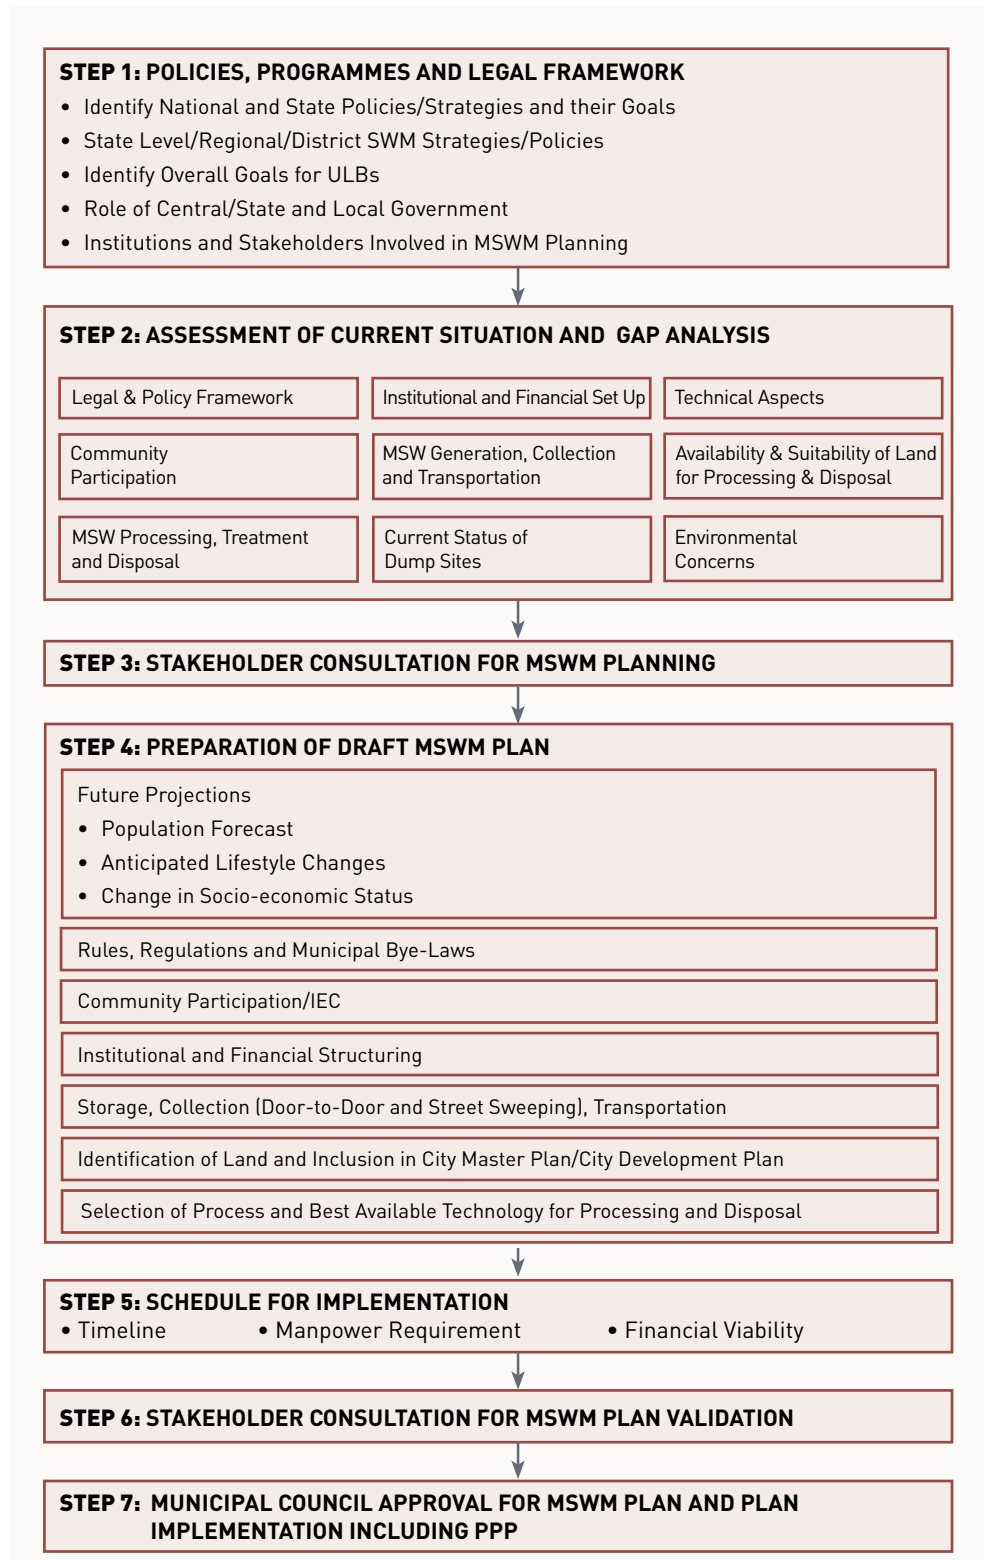 STEP 1: POLICIES, PROGRAMMES AND LEGAL FRAMEWORK
• Identify National and State Policies/Strategies and their Goals
• State Level/Regional/District SWM Strategies/Policies
• Identify Overall Goals for ULBs
• Role of Central/State and Local Government
• Institutions and Stakeholders Involved in MSWM Planning
STEP 2: ASSESSMENT OF CURRENT SITUATION AND GAP ANALYSIS
Legal & Policy Framework
Institutional and Financial Set Up
Technical Aspects
Community
Participation
MSW Generation, Collection
and Transportation
Availability & Suitability of Land
for Processing & Disposal
MSW Processing, Treatment
and Disposal
Current Status of
Dump Sites
Environmental
Concerns
STEP 3: STAKEHOLDER CONSULTATION FOR MSWM PLANNING
STEP 4: PREPARATION OF DRAFT MSWM PLAN
Future Projections
• Population Forecast
• Anticipated Lifestyle Changes
• Change in Socio-economic Status
Rules, Regulations and Municipal Bye-Laws
Community Participation/IEC
Institutional and Financial Structuring
Storage, Collection (Door-to-Door and Street Sweeping), Transportation
Identification of Land and Inclusion in City Master Plan/City Development Plan
Selection of Process and Best Available Technology for Processing and Disposal
STEP 5: SCHEDULE FOR IMPLEMENTATION
• Timeline • Manpower Requirement • Financial Viability
STEP 6: STAKEHOLDER CONSULTATION FOR MSWM PLAN VALIDATION
STEP 7: MUNICIPAL COUNCIL APPROVAL FOR MSWM PLAN AND PLAN
IMPLEMENTATION INCLUDING PPP